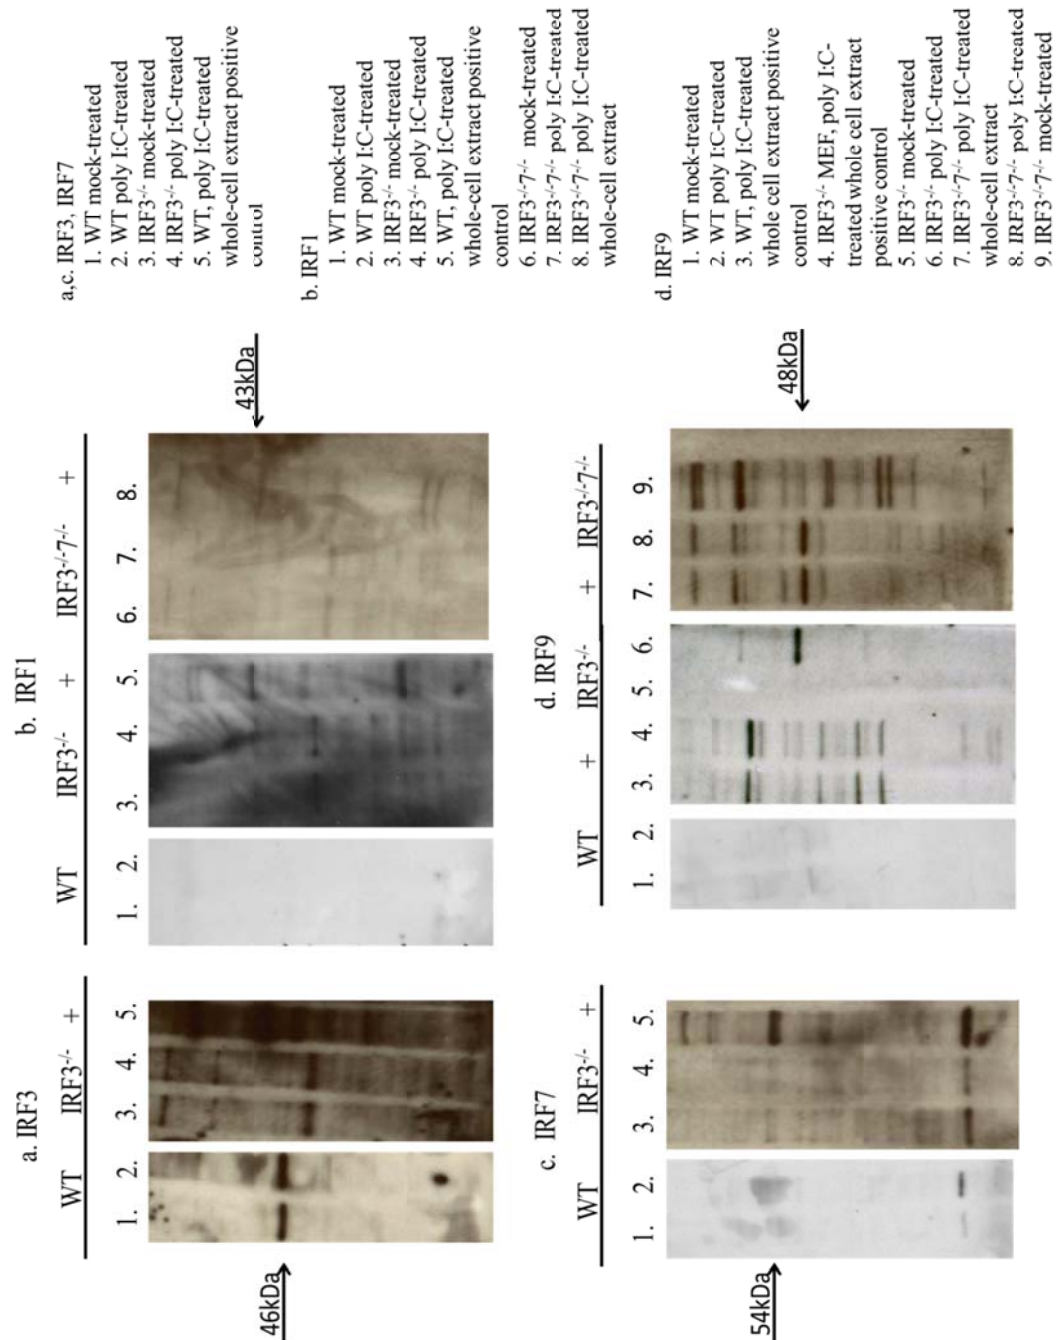 a. IRF3
WT IRF3-/- +
1. 2. 3. 4. 5.
46kDa
b. IRF1
WT IRF3-/- + IRF3-/-7-/- +
1. 2. 3. 4. 5. 6. 7. 8.
43kDa
c. IRF7
WT IRF3-/- +
1. 2. 3. 4. 5.
54kDa
d. IRF9
WT + IRF3-/- + IRF3-/-7-/-
1. 2. 3. 4. 5. 6. 7. 8. 9.
48kDa
a,c. IRF3, IRF7
1. WT mock-treated
2. WT poly I:C-treated
3. IRF3-/- mock-treated
4. IRF3-/- poly I:C-treated
5. WT, poly I:C-treated
whole-cell extract positive
control
b. IRF1
1. WT mock-treated
2. WT poly I:C-treated
3. IRF3-/- mock-treated
4. IRF3-/- poly I:C-treated
5. WT, poly I:C-treated
whole-cell extract positive
control
6. IRF3-/-7-/- mock-treated
7. IRF3-/-7-/- poly I:C-treated
8. IRF3-/-7-/- poly I:C-treated
whole-cell extract
d. IRF9
1. WT mock-treated
2. WT poly I:C-treated
3. WT, poly I:C-treated
whole cell extract positive
control
4. IRF3-/- MEF, poly I:C-
treated whole cell extract
positive control
5. IRF3-/- mock-treated
6. IRF3-/- poly I:C-treated
7. IRF3-/-7-/- poly I:C-treated
whole-cell extract
8. IRF3-/-7-/- poly I:C-treated
9. IRF3-/-7-/- mock-treated